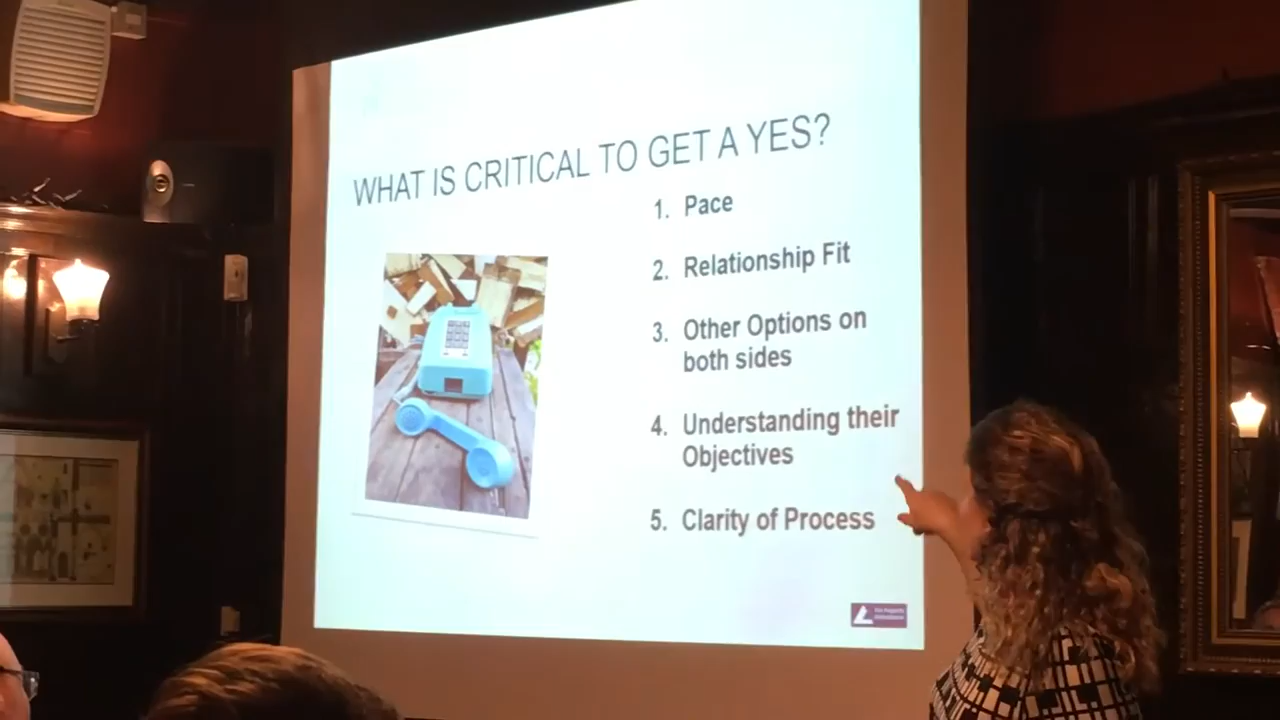 WHAT IS CRITICAL TO GET A YES?
1. Pace
2. Relationship Fit
3. Other Options on
both sides
4. Understanding their
Objectives
5. Clarity of Process